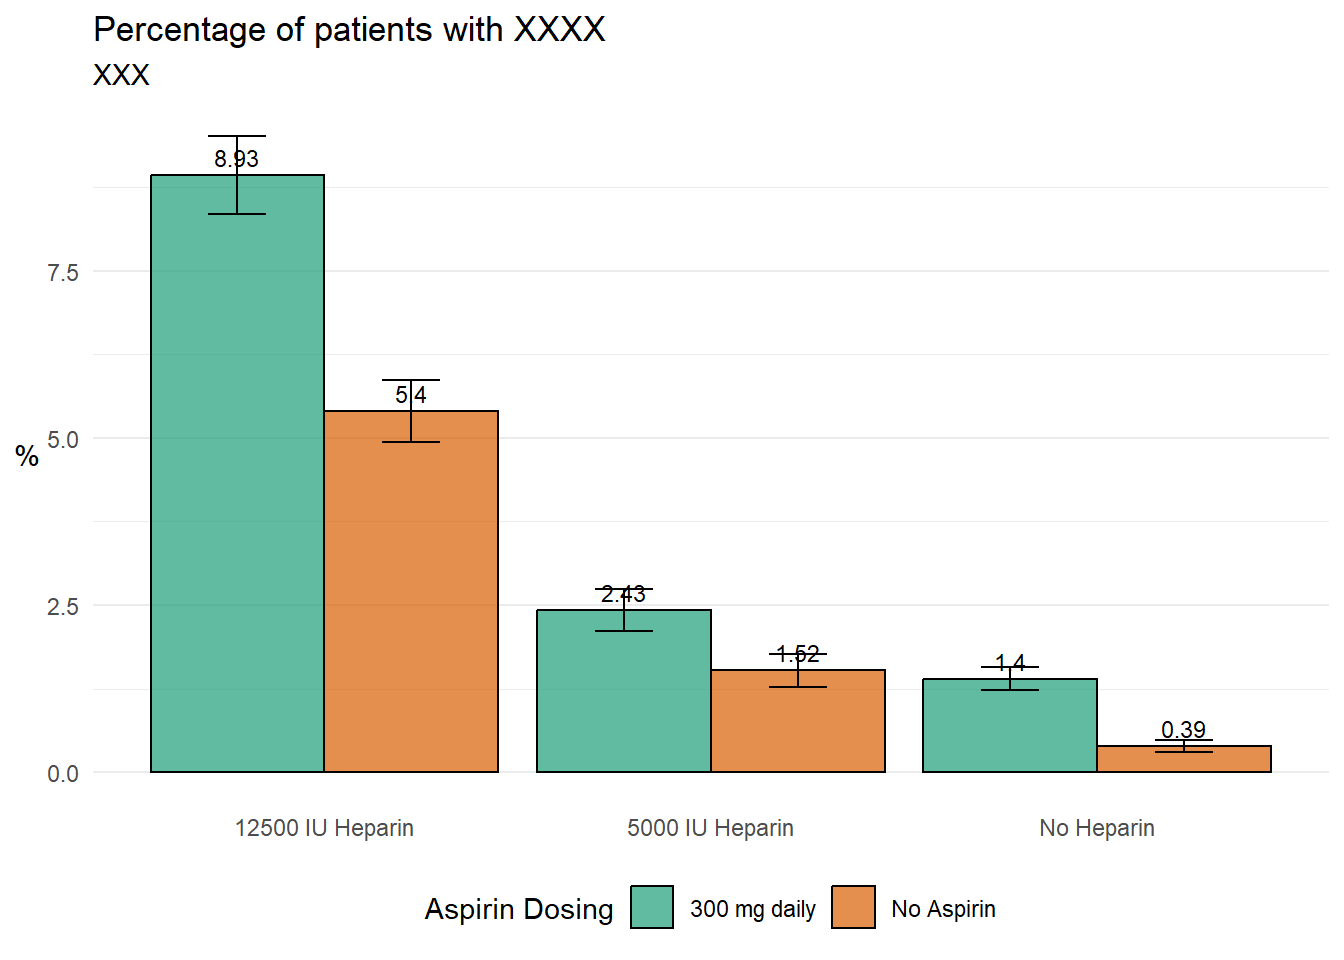 Percentage of patients with XXXX
XXX
8.93
5.4
2.43
1.52
1.4
0.39
7.5
5.0
2.5
0.0
%
12500 IU Heparin
5000 IU Heparin
No Heparin
Aspirin Dosing
300 mg daily
No Aspirin